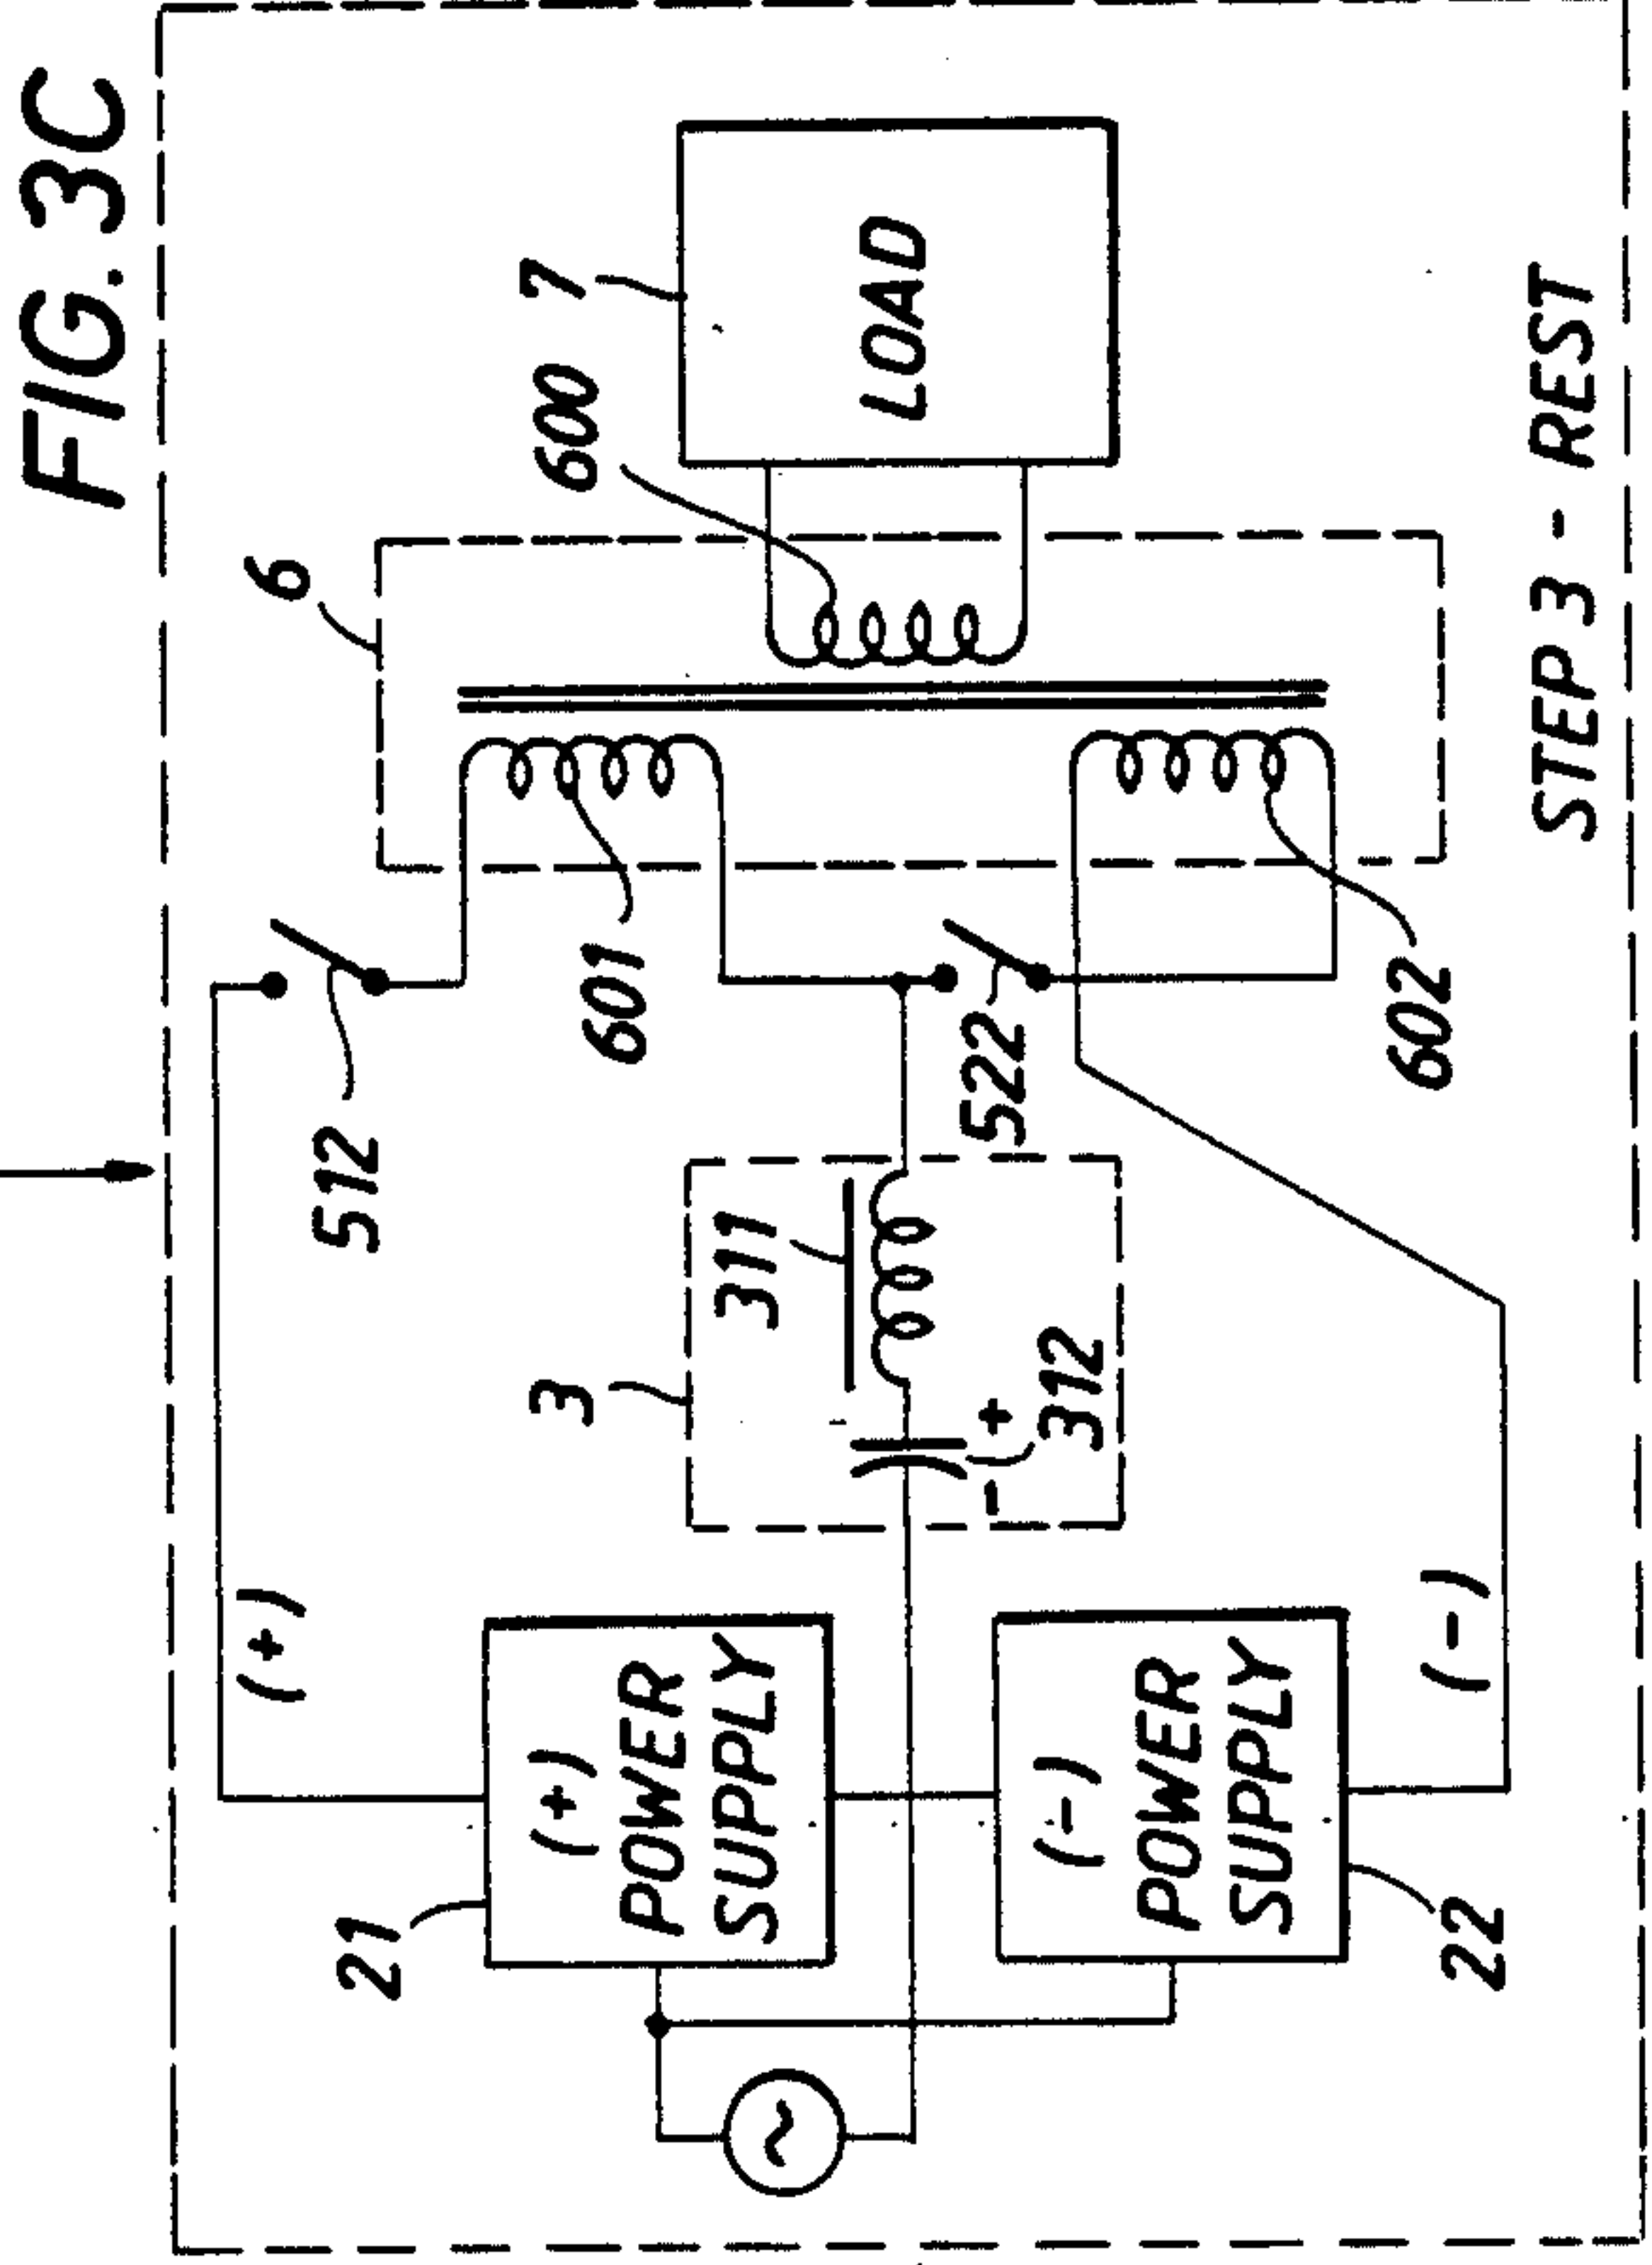 FIG. 3C
6
600
7
LOAD
512
601
3
311
522
312
- +
602
(+)
21
(+)
POWER
SUPPLY
(-)
POWER
SUPPLY
(-)
22
~
STEP 3 - REST